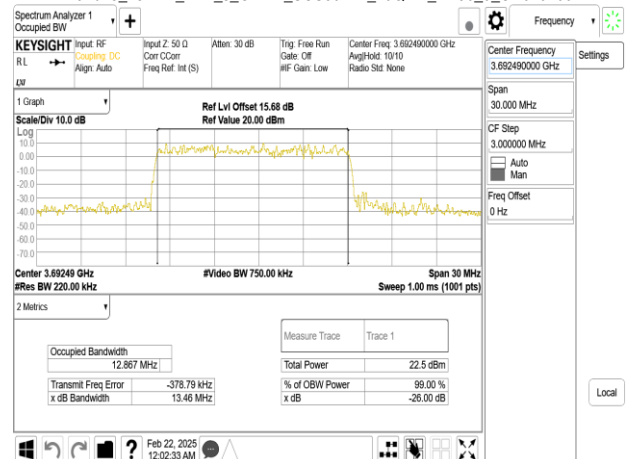 Spectrum Analyzer 1
Occupied BW
Frequency
KEYSIGHT
RL
LXI
Input: RF
Coupling: DC
Align: Auto
Input Z: 50 Ω
Corr CCorr
Freq Ref: Int (S)
Atten: 30 dB
Trig: Free Run
Gate: Off
#IF Gain: Low
Center Freq: 3.692490000 GHz
Avg|Hold: 10/10
Radio Std: None
Center Frequency
3.692490000 GHz
Settings
Span
30.000 MHz
CF Step
3.000000 MHz
Auto
Man
Freq Offset
0 Hz
Local
1 Graph
Ref Lvl Offset 15.68 dB
Scale/Div 10.0 dB
Ref Value 20.00 dBm
Log
10.0
0.00
-10.0
-20.0
-30.0
-40.0
-50.0
-60.0
-70.0
Center 3.69249 GHz
#Video BW 750.00 kHz
Span 30 MHz
#Res BW 220.00 kHz
Sweep 1.00 ms (1001 pts)
2 Metrics
Measure Trace
Trace 1
Occupied Bandwidth
12.867 MHz
Total Power
22.5 dBm
Transmit Freq Error
-378.79 kHz
% of OBW Power
99.00 %
x dB Bandwidth
13.46 MHz
x dB
-26.00 dB
?
Feb 22, 2025
12:02:33 AM